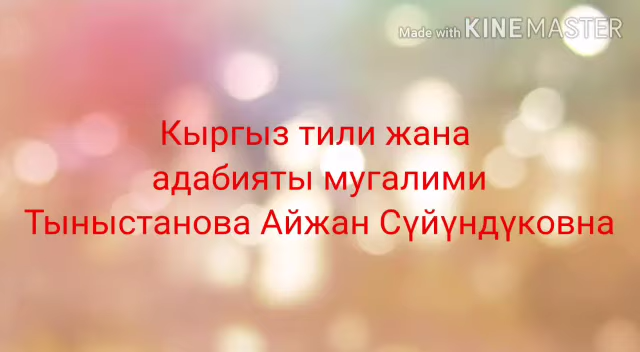 Made with KINEMASTER
Кыргыз тили жана
адабияты мугалими
Тыныстанова Айжан Сүйүндүковна